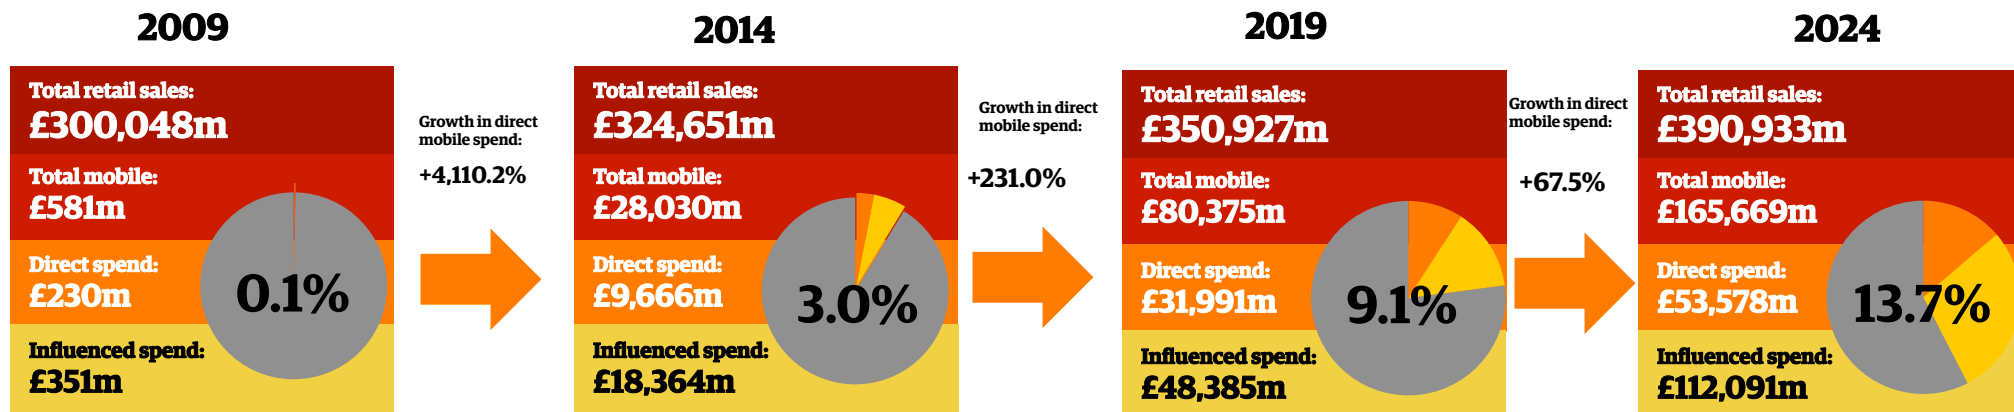 2009
Total retail sales:
£300,048m
Total mobile:
£581m
Direct spend:
£230m
0.1%
Influenced spend:
£351m
Growth in direct
mobile spend:
+4,110.2%
2014
Total retail sales:
£324,651m
Total mobile:
£28,030m
Direct spend:
£9,666m
3.0%
Influenced spend:
£18,364m
Growth in direct
mobile spend:
+231.0%
2019
Total retail sales:
£350,927m
Total mobile:
£80,375m
Direct spend:
£31,991m
9.1%
Influenced spend:
£48,385m
Growth in direct
mobile spend:
+67.5%
2024
Total retail sales:
£390,933m
Total mobile:
£165,669m
Direct spend:
£53,578m
13.7%
Influenced spend:
£112,091m